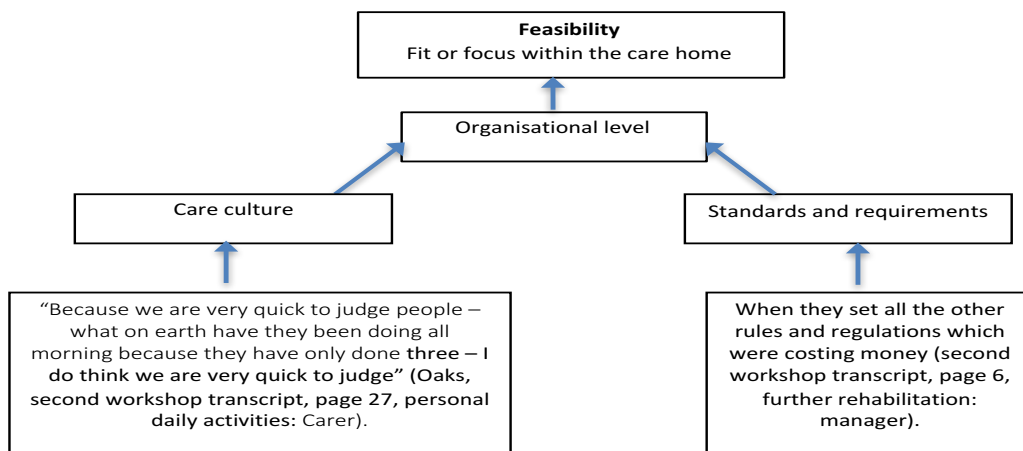 Feasibility
Fit or focus within the care home
Organisational level
Care culture
Standards and requirements
“Because we are very quick to judge people –
what on earth have they been doing all
morning because they have only done three – I
do think we are very quick to judge” (Oaks,
second workshop transcript, page 27, personal
daily activities: Carer).
When they set all the other
rules and regulations which
were costing money (second
workshop transcript, page 6,
further rehabilitation:
manager).